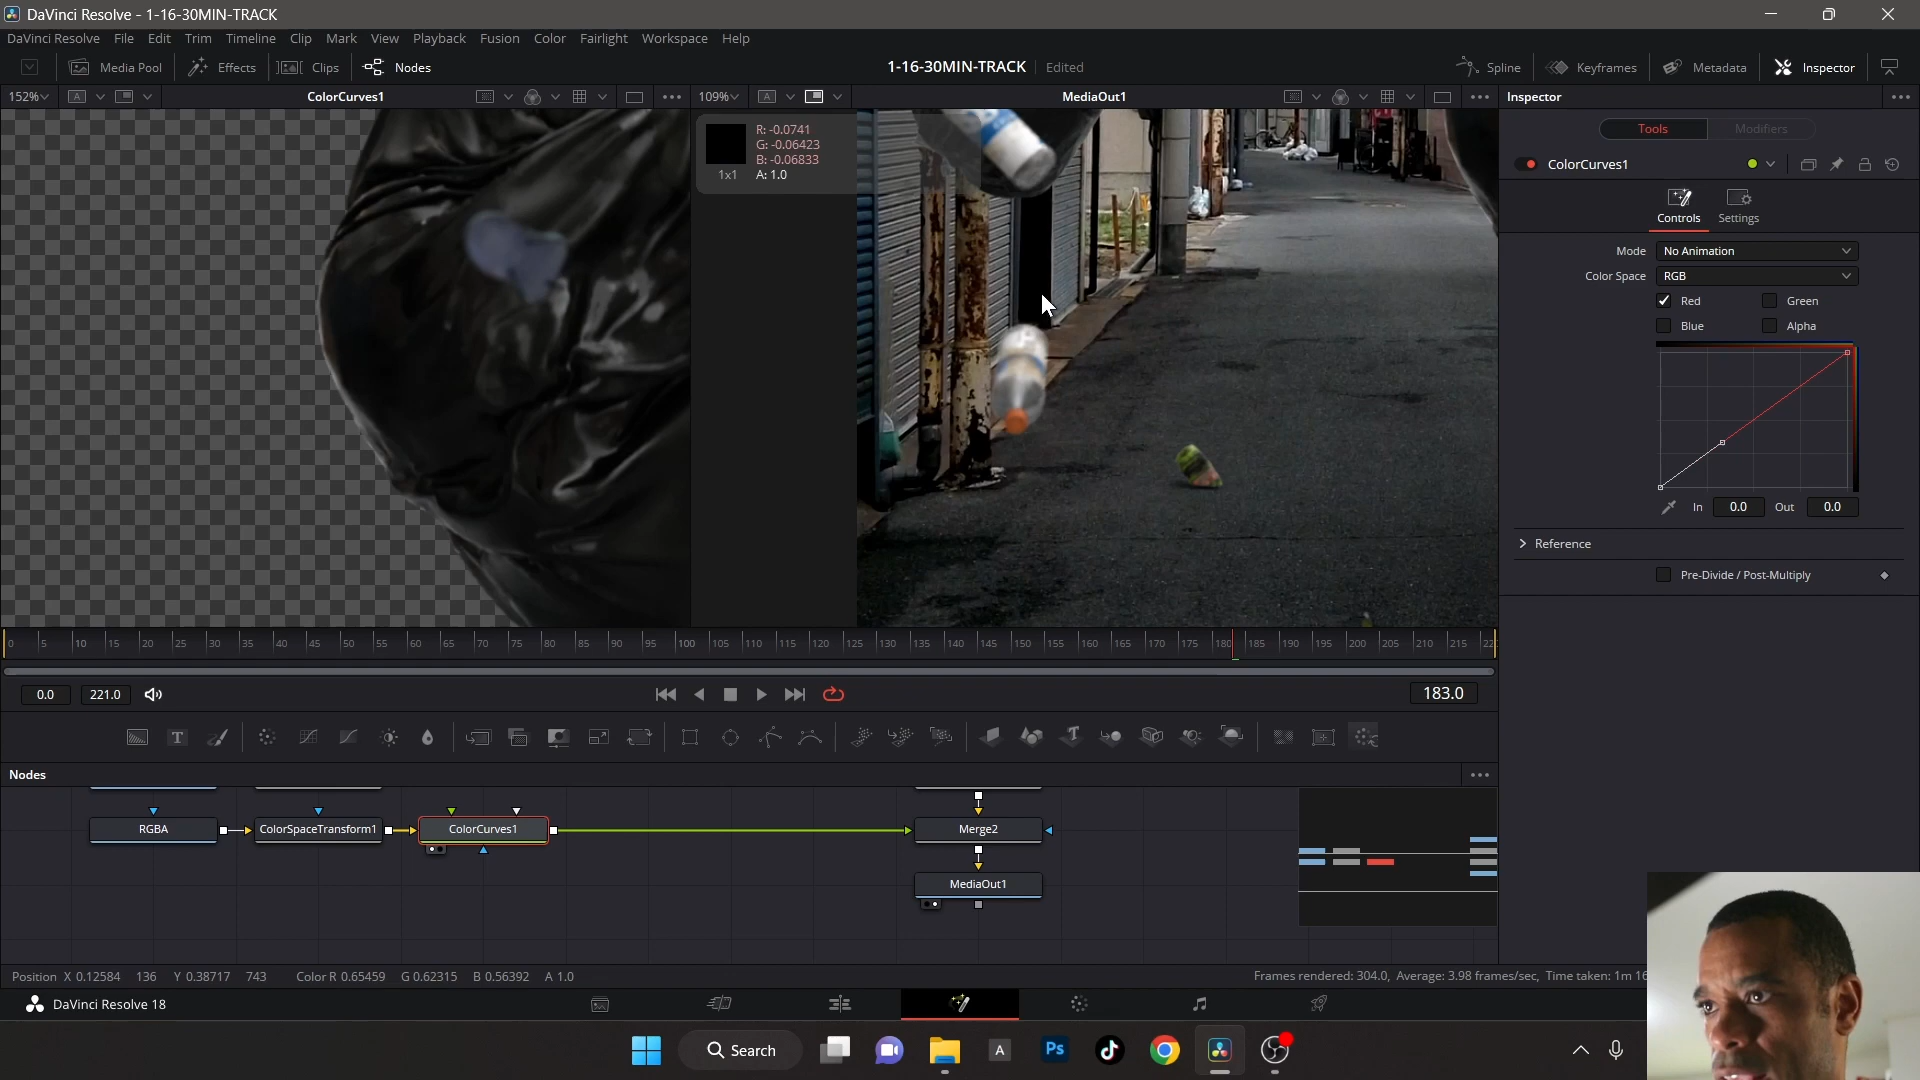 DaVinci Resolve - 1-16-30MIN-TRACK
DaVinci Resolve File Edit Trim Timeline Clip Mark View Playback Fusion Color Fairlight Workspace Help
Media Pool Effects Clips Nodes 1-16-30MIN-TRACK Edited Spline Keyframes Metadata Inspector
152% A ColorCurves1 109% A MediaOut1 Inspector
R: -0.0741
G: -0.06423
B: -0.06833
1x1 A: 1.0
Tools Modifiers
ColorCurves1
Controls Settings
Mode No Animation
Color Space RGB
Red Green
Blue Alpha
In 0.0 Out 0.0
Reference
Pre-Divide / Post-Multiply
0 5 10 15 20 25 30 35 40 45 50 55 60 65 70 75 80 85 90 95 100 105 110 115 120 125 130 135 140 145 150 155 160 165 170 175 180 185 190 195 200 205 210 215
0.0 221.0 183.0
T T
Nodes
RGBA ColorSpaceTransform1 ColorCurves1 Merge2
MediaOut1
Position X 0.12584 136 Y 0.38717 743 Color R 0.65459 G 0.62315 B 0.56392 A 1.0 Frames rendered: 304.0, Average: 3.98 frames/sec, Time taken: 1m 16
DaVinci Resolve 18
Search A Ps